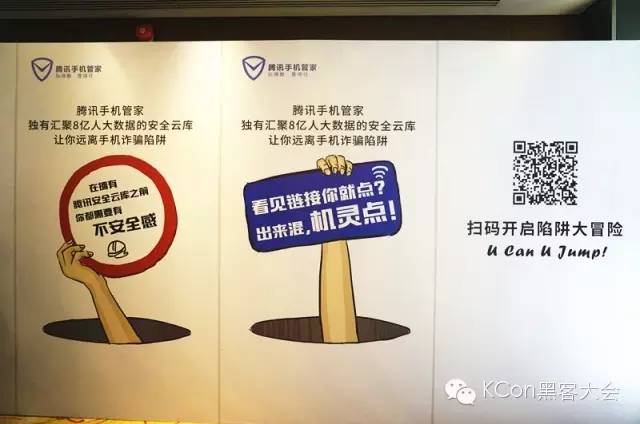 腾讯手机管家
腾讯手机管家
独有汇聚8亿人大数据的安全云库
让你远离手机诈骗陷阱
在拥有
腾讯安全云库之前
你都需要有
不安全感
腾讯手机管家
腾讯手机管家
独有汇聚8亿人大数据的安全云库
让你远离手机诈骗陷阱
看见链接你就点?
出来混,机灵点!
扫码开启陷阱大冒险
U Can U Jump!
KCon黑客大会